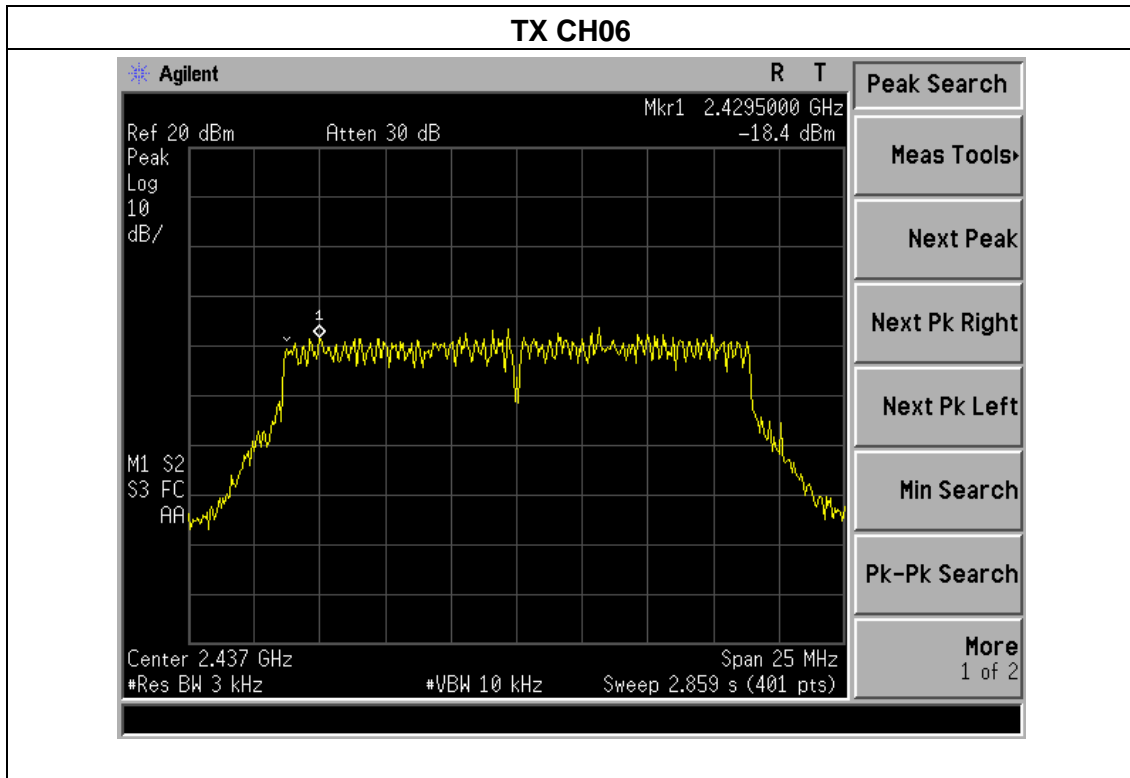 TX CH06
Agilent R T
Mkr1 2.4295000 GHz
Ref 20 dBm Atten 30 dB -18.4 dBm
Peak
Log
10
dB/
1
M1 S2
S3 FC
AA
Center 2.437 GHz Span 25 MHz
#Res BW 3 kHz #VBW 10 kHz Sweep 2.859 s (401 pts)
Peak Search
Meas Tools
Next Peak
Next Pk Right
Next Pk Left
Min Search
Pk-Pk Search
More
1 of 2